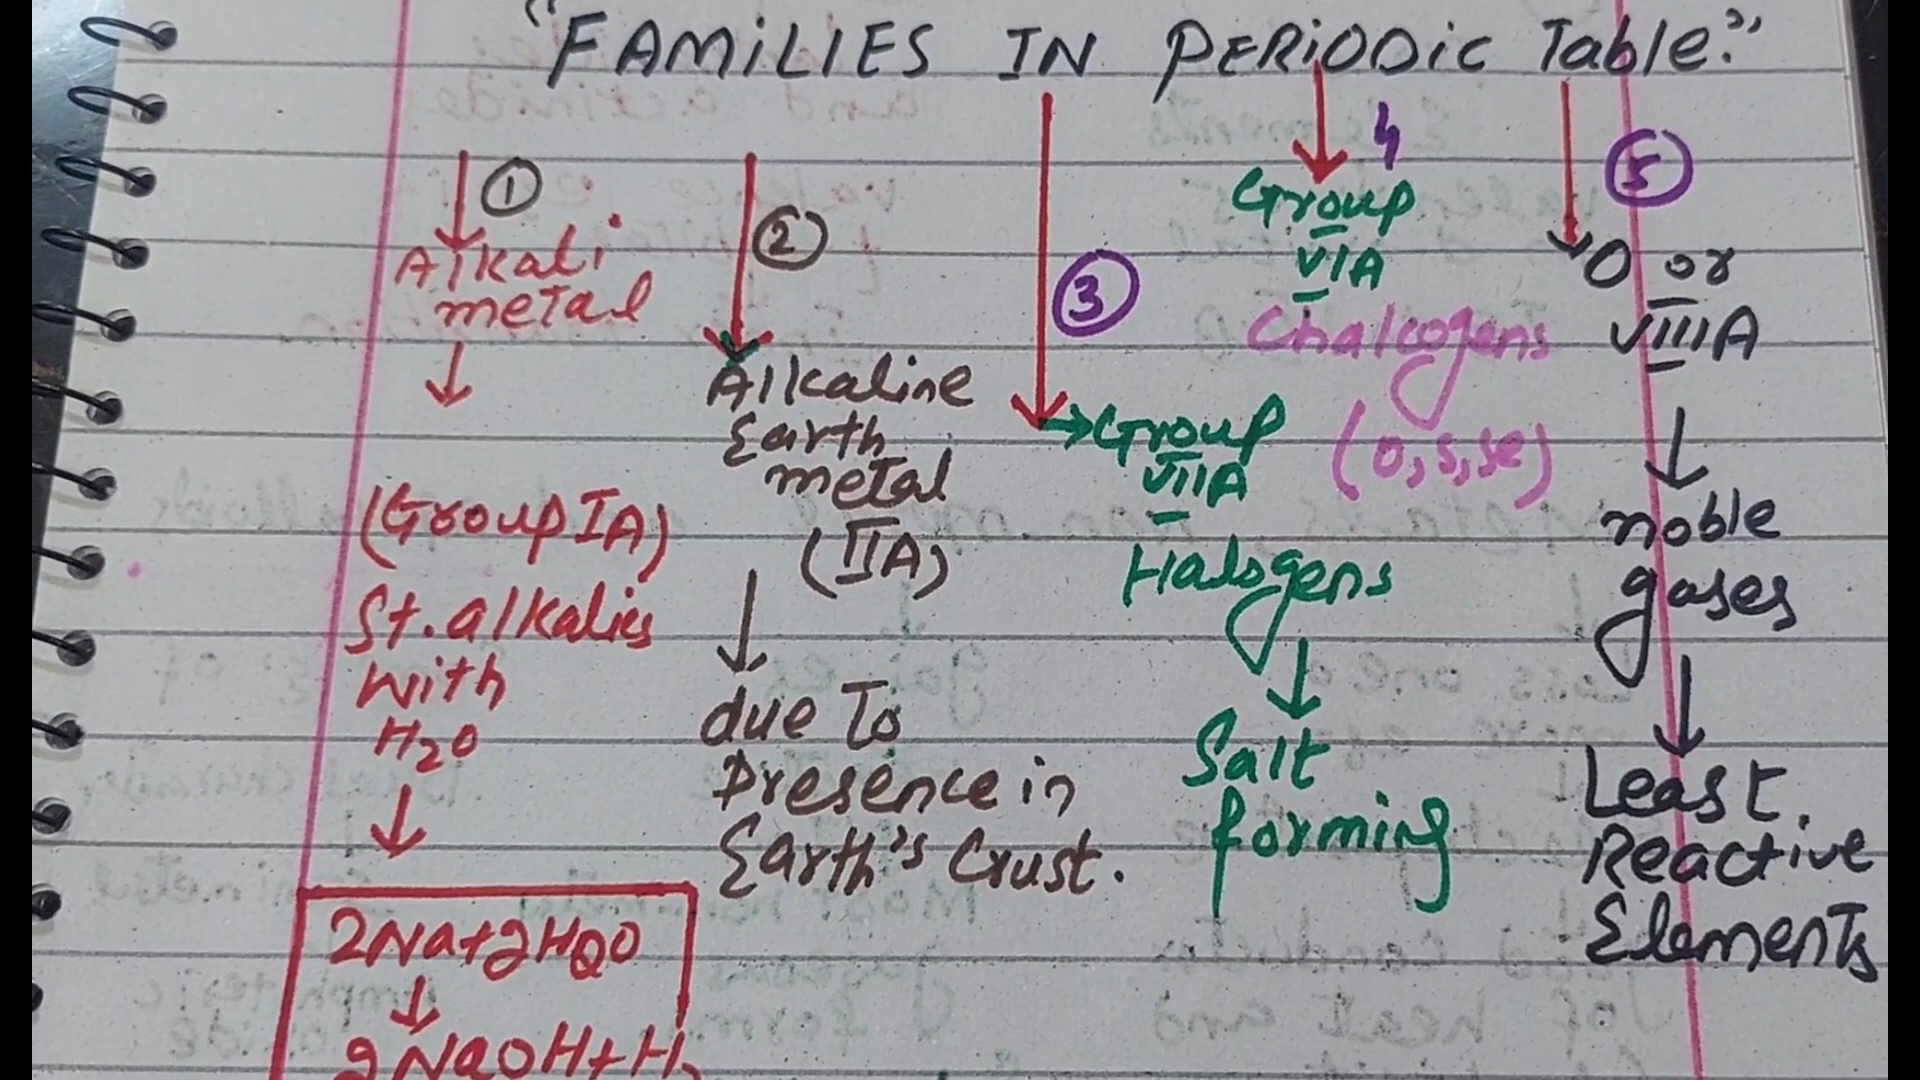 "FAMILIES IN PERIODIC Table."
①
Alkali
metal
(Group IA)
St. alkalies
with
H2O
2Na+2H2O
2NaOH+H2
②
Alkaline
Earth
metal
(IIA)
due To
Presence in
Earth's Crust.
③
Group
VIIA
Halogens
Salt
forming
4
Group
VIA
Chalcogens
(O,S,Se)
⑤
O or
VIIIA
noble
gases
Least.
Reactive
Elements